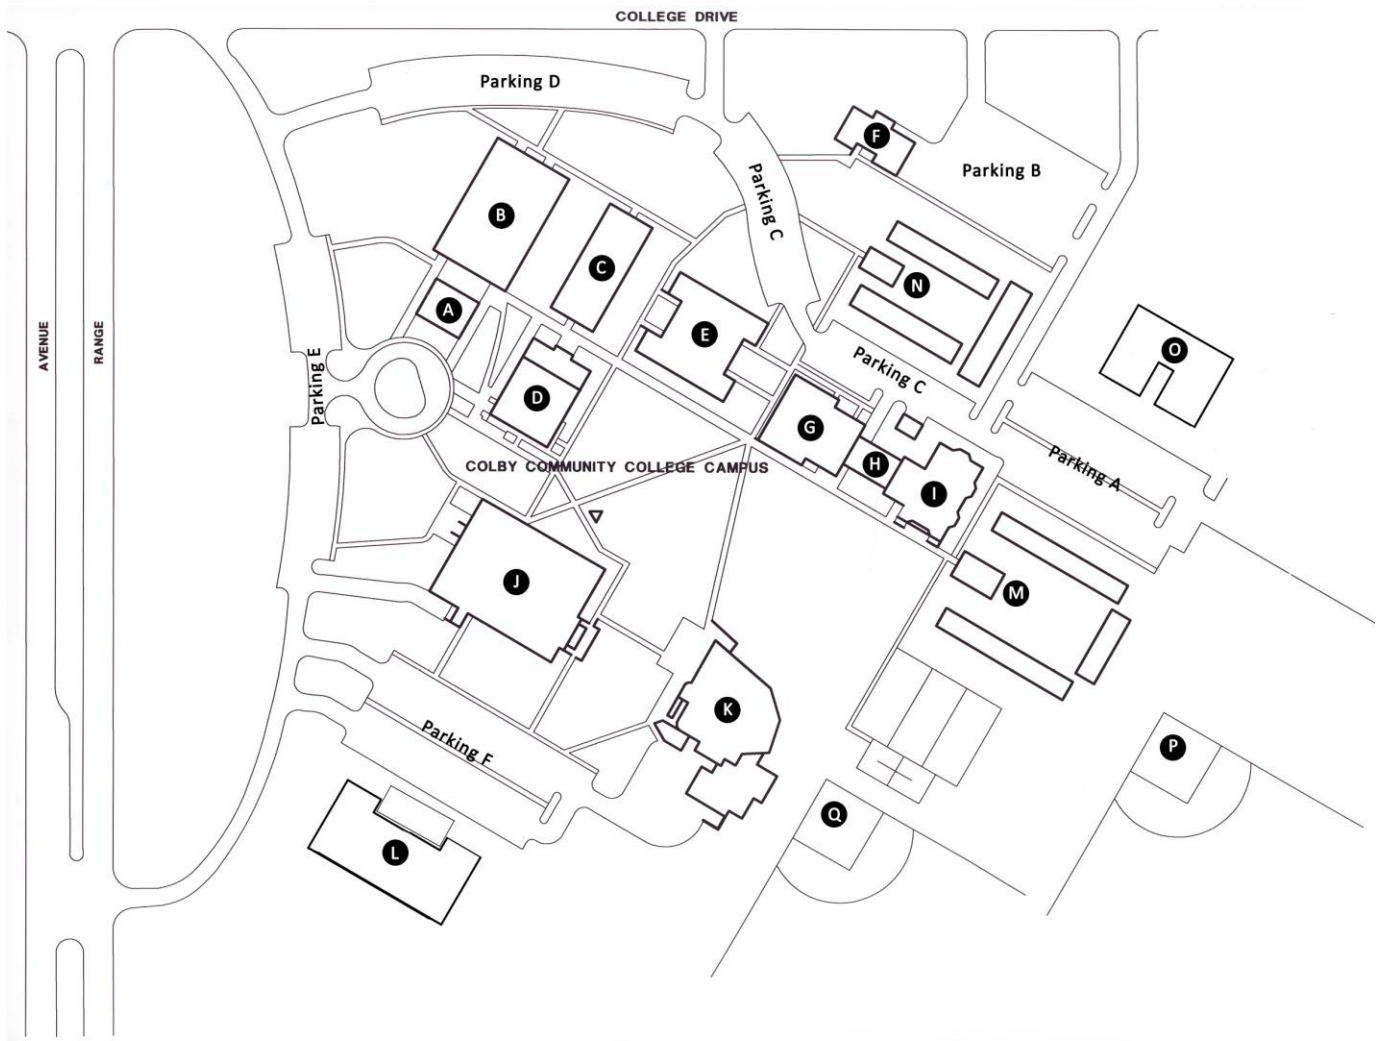 COLLEGE DRIVE
Parking D
F
Parking B
Parking C
B
C
N
A
E
AVENUE
RANGE
O
Parking E
Parking C
D
G
H
COLBY COMMUNITY COLLEGE CAMPUS
Parking A
I
J
M
K
Parking F
P
Q
L